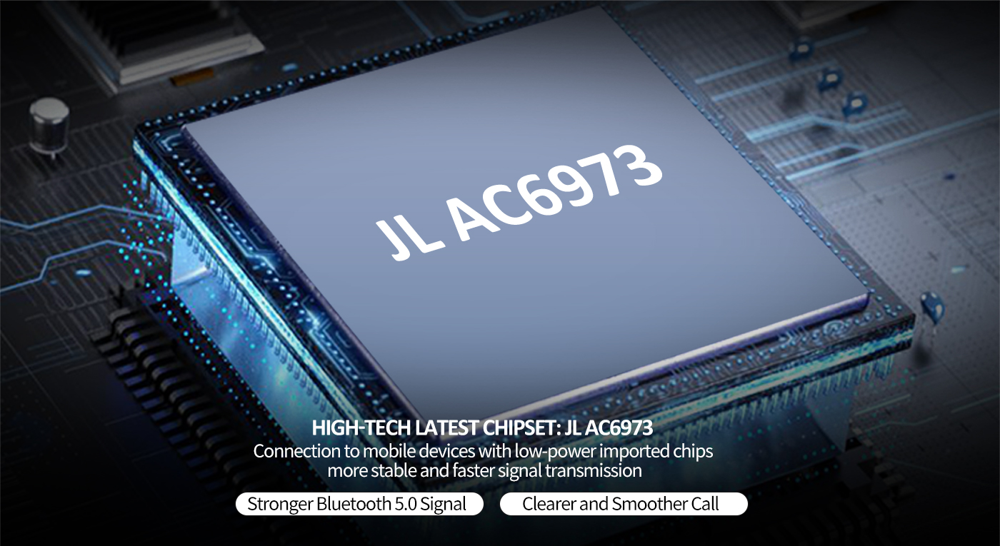 JL AC6973
HIGH-TECH LATEST CHIPSET: JL AC6973
Connection to mobile devices with low-power imported chips
more stable and faster signal transmission
Stronger Bluetooth 5.0 Signal
Clearer and Smoother Call